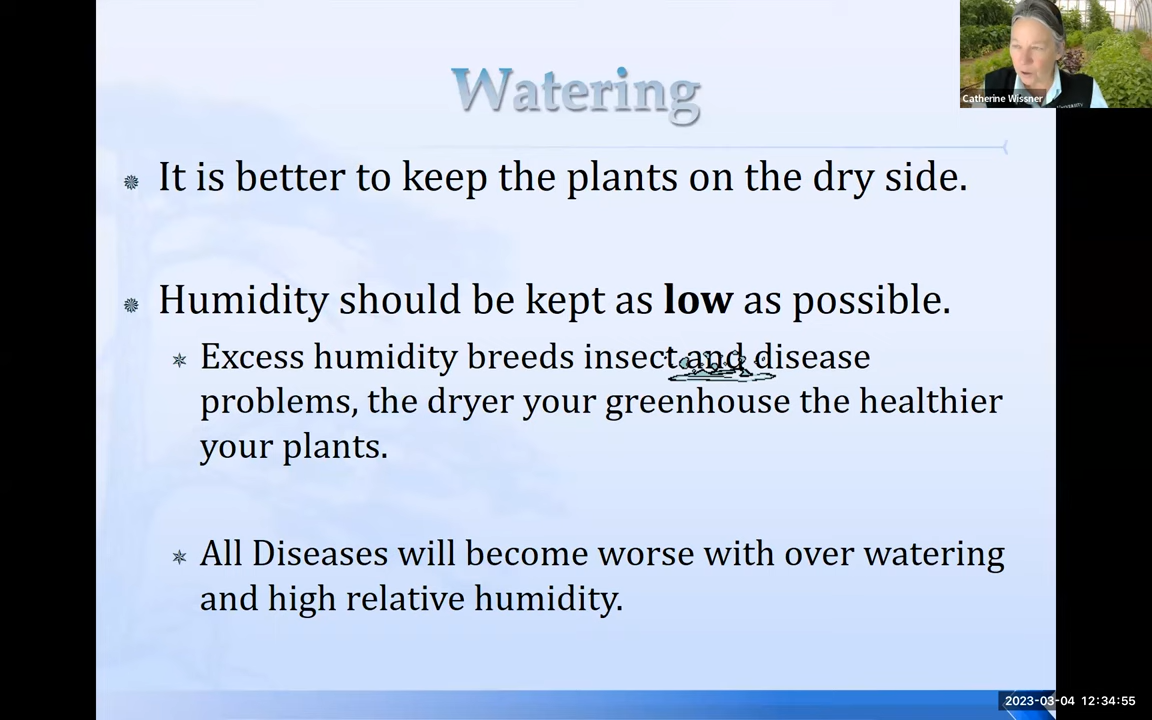 Watering
Catherine Wissner
It is better to keep the plants on the dry side.
Humidity should be kept as low as possible.
Excess humidity breeds insect and disease
problems, the dryer your greenhouse the healthier
your plants.
All Diseases will become worse with over watering
and high relative humidity.
2023-03-04 12:34:55